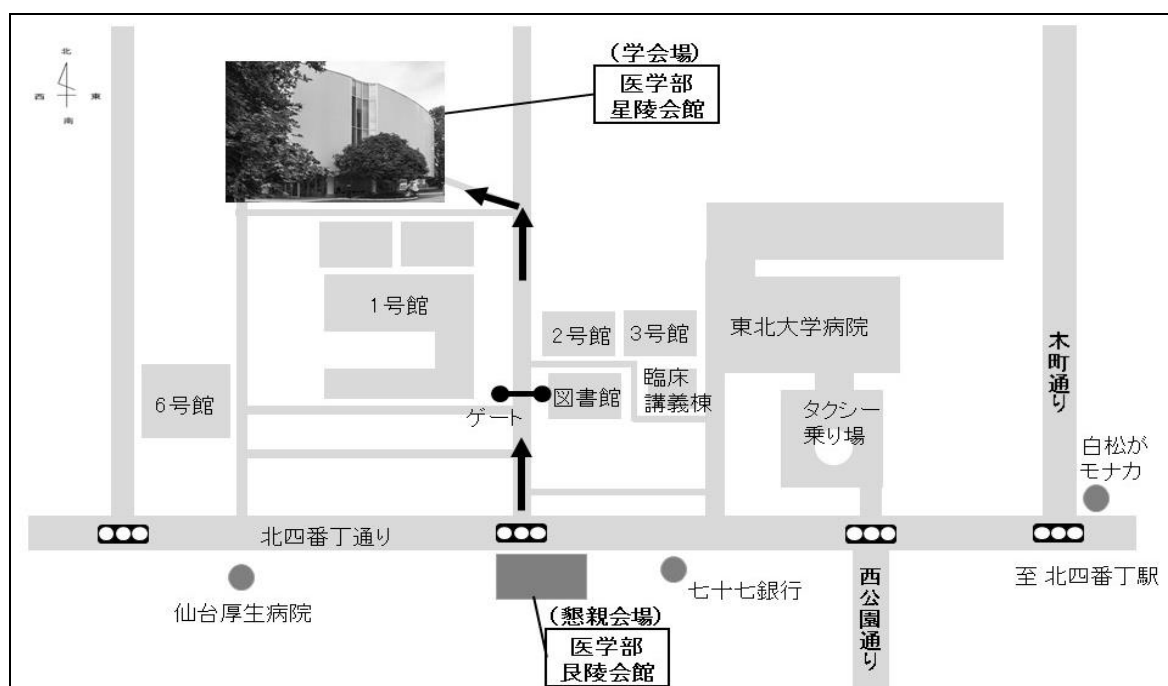 北
西 東
南
(学会場)
医学部
星陵会館
1号館
2号館
3号館
東北大学病院
木町通り
6号館
ゲート
図書館
臨床
講義棟
タクシー
乗り場
白松が
モナカ
北四番丁通り
仙台厚生病院
七十七銀行
西公園通り
至 北四番丁駅
(懇親会場)
医学部
艮陵会館